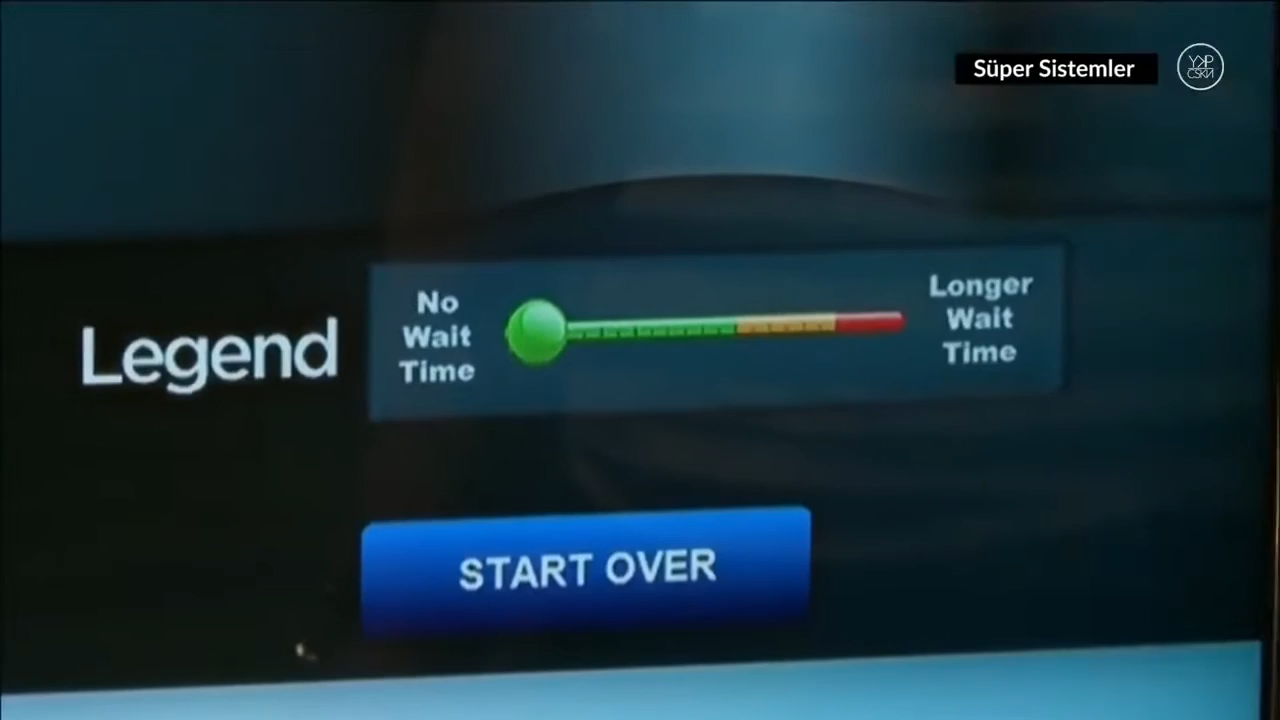 Süper Sistemler
Legend
No
Wait
Time
Longer
Wait
Time
START OVER